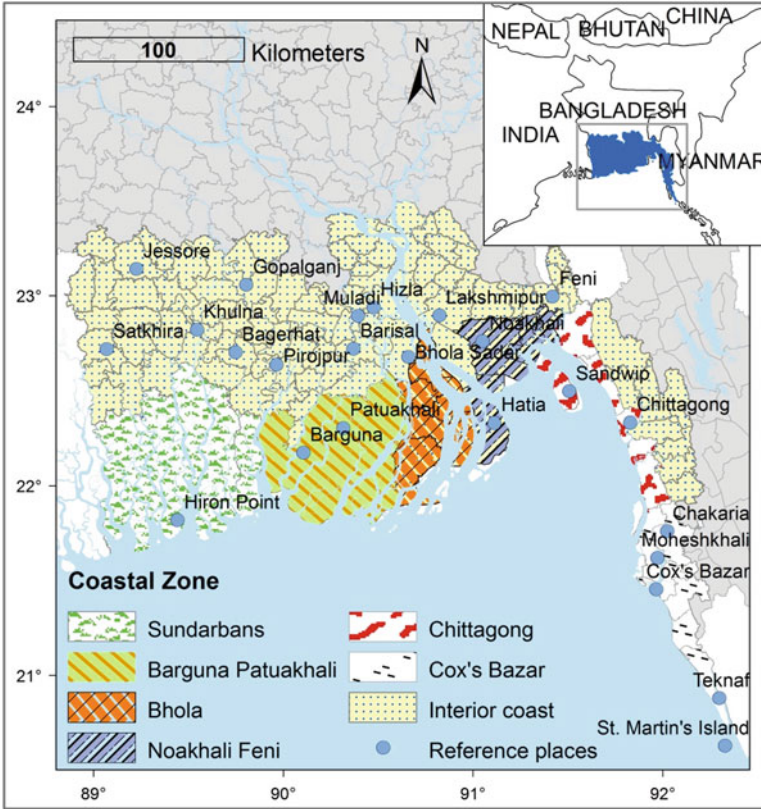 100 Kilometers
N
NEPAL
BHUTAN
CHINA
BANGLADESH
INDIA
MYANMAR
24°
23°
22°
21°
Jessore
Gopalganj
Hizla
Muladi
Lakshmipur
Feni
Khulna
Noakhali
Satkhira
Bagerhat
Barisal
Pirojpur
Bhola Sadar
Sandwip
Patuakhali
Hatia
Chittagong
Barguna
Hiron Point
Chakaria
Moheshkhali
Cox's Bazar
Teknaf
St. Martin's Island
Coastal Zone
Sundarbans
Barguna Patuakhali
Bhola
Noakhali Feni
Chittagong
Cox's Bazar
Interior coast
Reference places
89°
90°
91°
92°